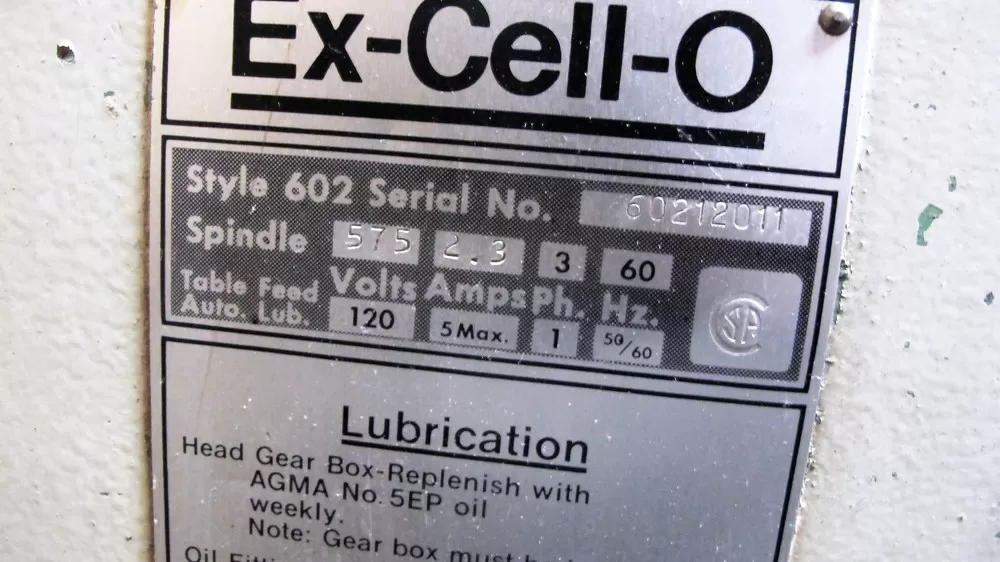 Ex-Cell-O
Style 602 Serial No. 60212011
Spindle 575 2.3 3 60
Volts Amps Ph. Hz.
Table Feed
Auto. Lub. 120 5 Max. 1 50/60
Lubrication
Head Gear Box-Replenish with
AGMA No. 5EP oil
weekly.
Note: Gear box must
Oil